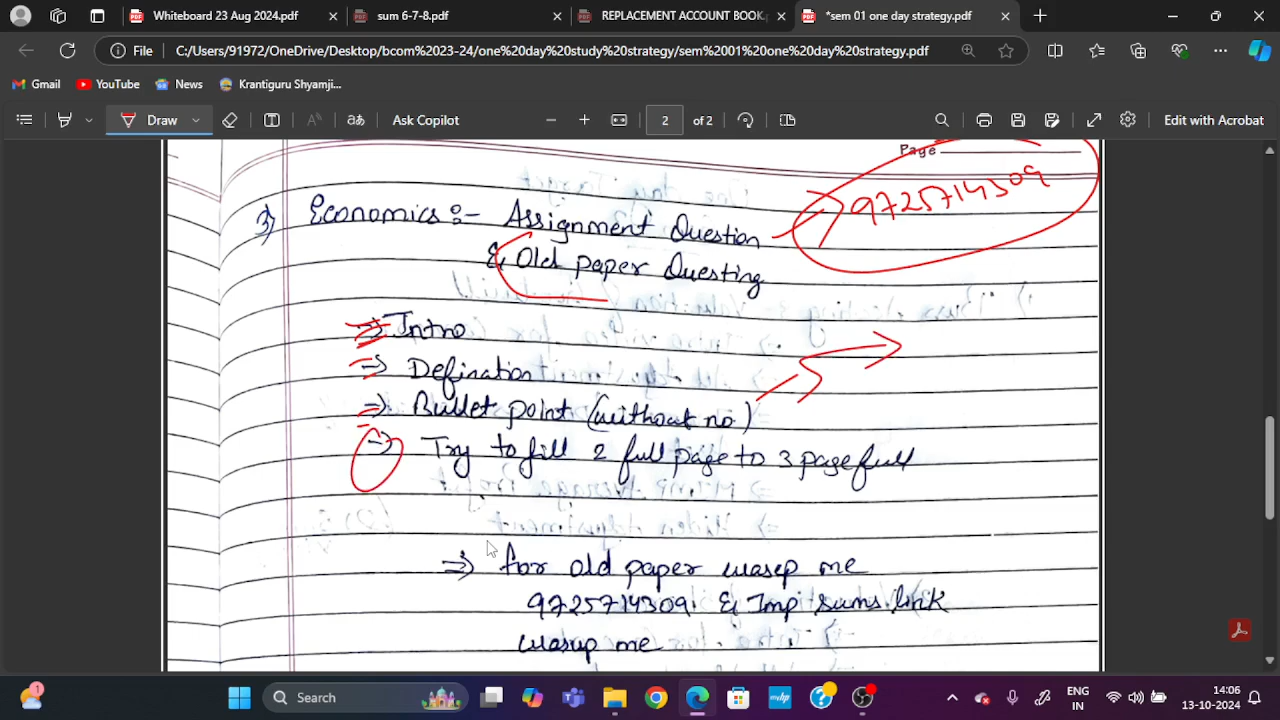 Whiteboard 23 Aug 2024.pdf
sum 6-7-8.pdf
REPLACEMENT ACCOUNT BOOK.
*sem 01 one day strategy.pdf
File
C:/Users/91972/OneDrive/Desktop/bcom%2023-24/one%20day%20study%20strategy/sem%2001%20one%20day%20strategy.pdf
Gmail
YouTube
News
Krantiguru Shyamji...
Draw
Ask Copilot
2
of 2
Edit with Acrobat
Page
9725714309
3) Economics :- Assignment Question
& Old paper Questing
⇒ Intro
⇒ Defination
⇒ Bullet point (without no)
⇒ Try to fill 2 full page to 3 page full
⇒ for old paper wasep me
9725714309. & Imp sums link
wasup me
1
Search
ENG
IN
14:06
13-10-2024